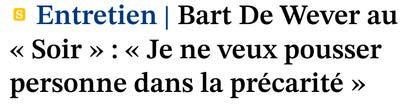 S Entretien | Bart De Wever au
« Soir » : « Je ne veux pousser
personne dans la précarité »